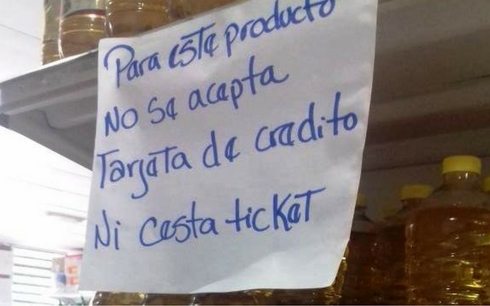 Para este producto
No se acepta
Tarjeta de credito
Ni cesta ticket